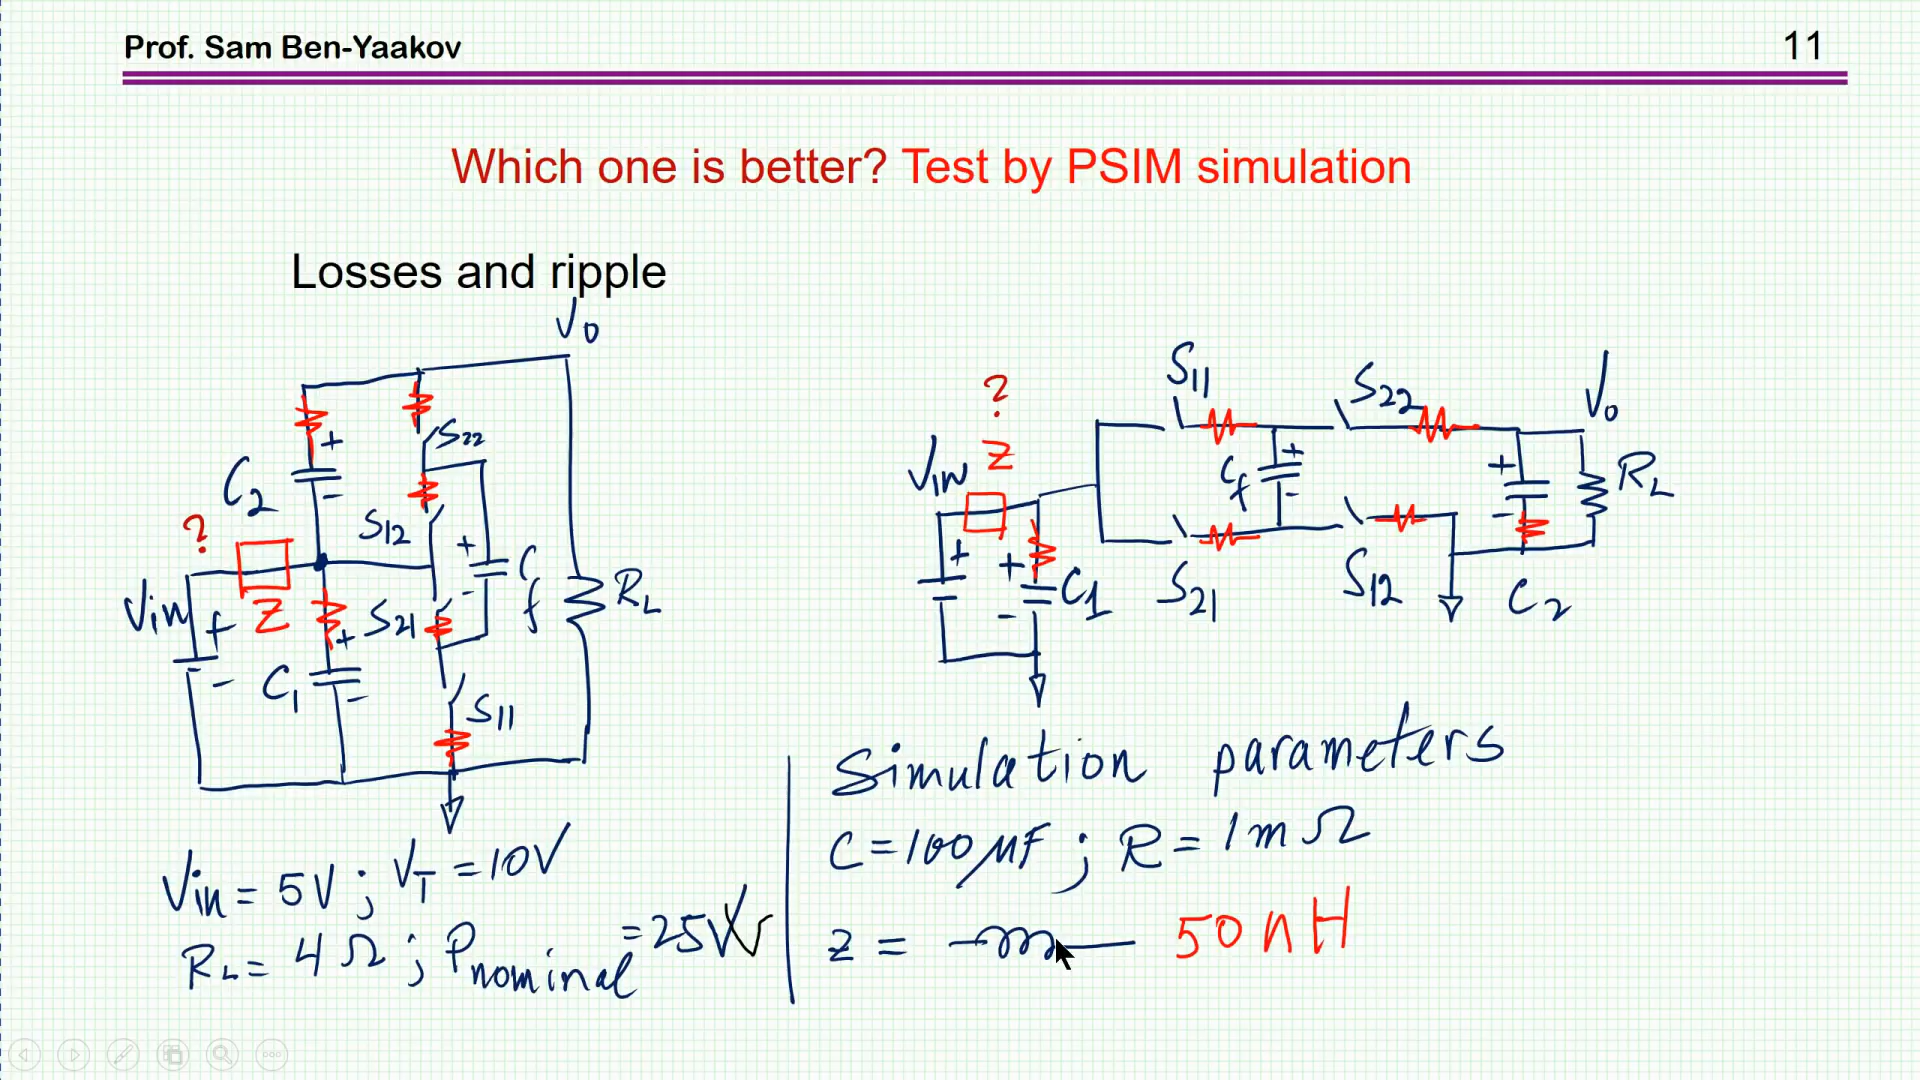 Prof. Sam Ben-Yaakov
11
Which one is better? Test by PSIM simulation
Losses and ripple
Vo
S22
C2
S12
?
+
-
Vin
Z
+
-
S21
+
-
Cf
RL
+
-
C1
S11
?
Z
Vin
S11
S22
Vo
Cf
+
-
+
-
RL
+
-
+
-
C1
S21
S12
C2
Vin = 5V ; VT = 10V
RL = 4 Ω ; Pnominal = 25W
Simulation parameters
C = 100 μF ; R = 1 m Ω
Z = 50 nH